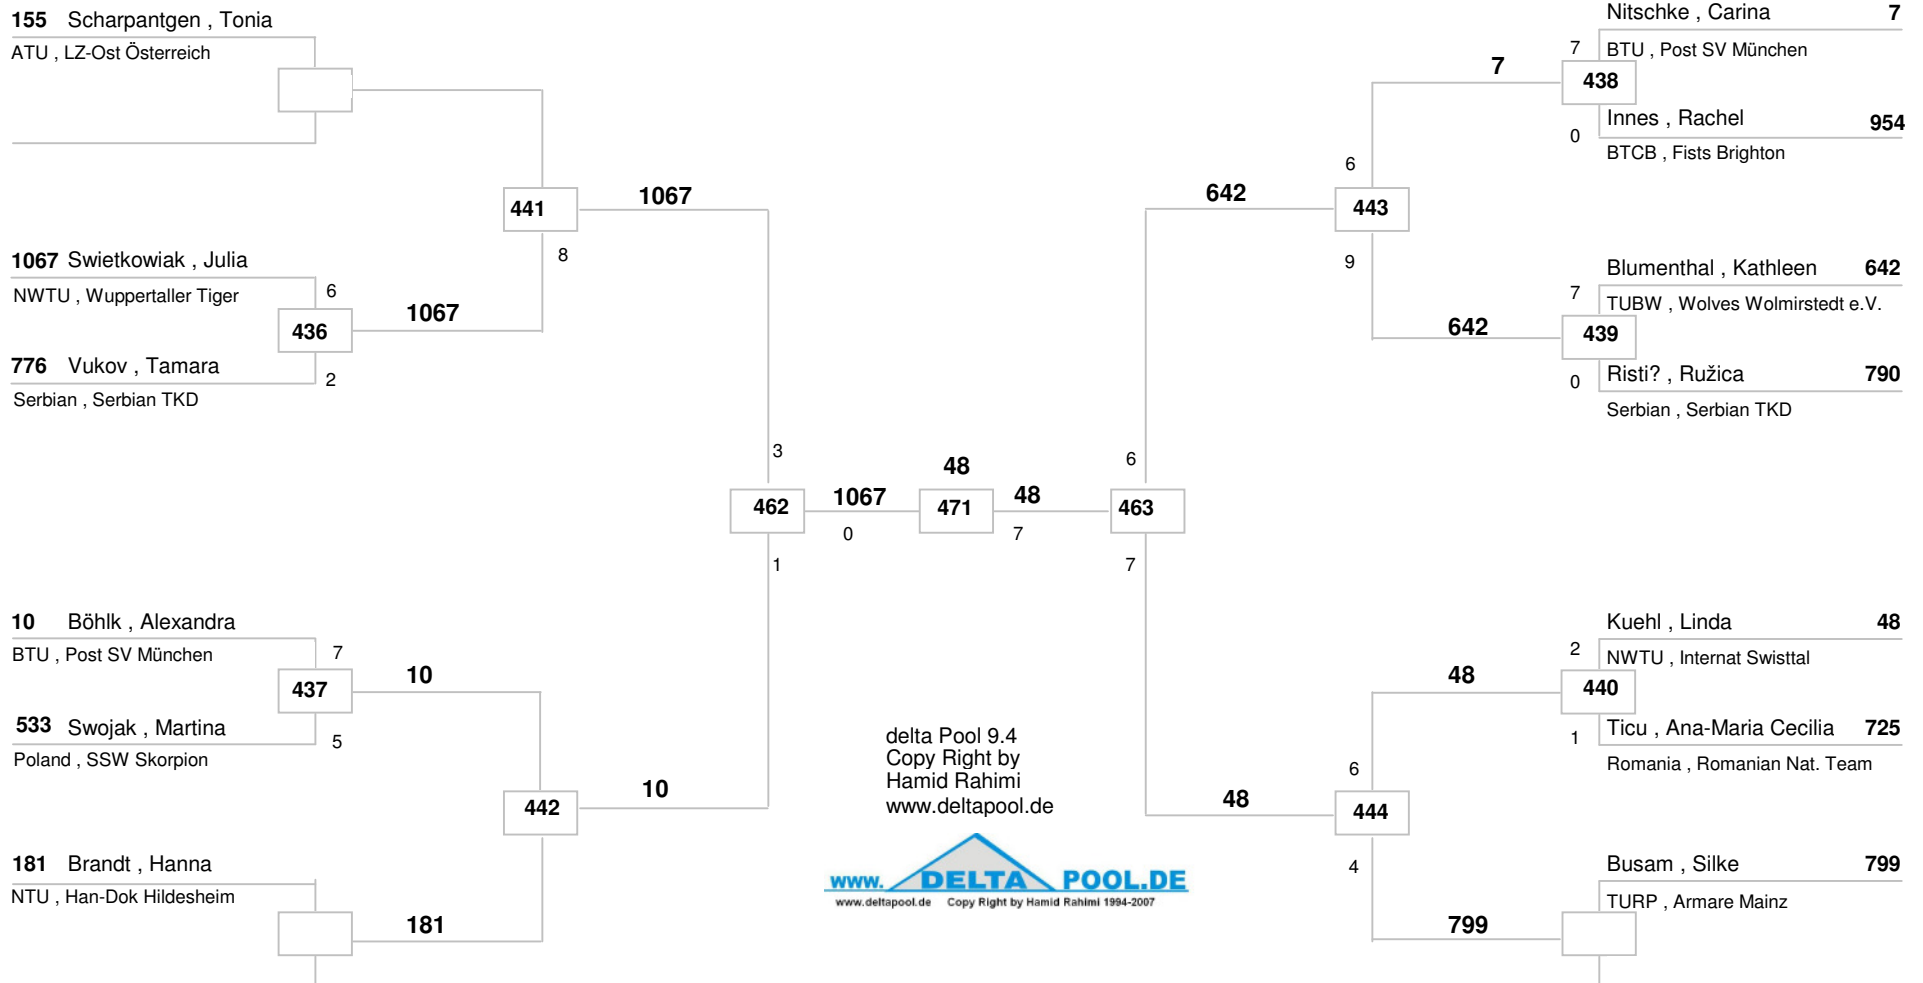 155 Scharpantgen , Tonia
ATU , LZ-Ost Österreich
441
1067
8
1067 Swietkowiak , Julia
NWTU , Wuppertaller Tiger
6
436
1067
776 Vukov , Tamara
2
Serbian , Serbian TKD
3
462
1067
0
1
10 Böhlk , Alexandra
BTU , Post SV München
7
437
10
533 Swojak , Martina
5
Poland , SSW Skorpion
442
10
181 Brandt , Hanna
NTU , Han-Dok Hildesheim
181
48
471
48
7
delta Pool 9.4
Copy Right by
Hamid Rahimi
www.deltapool.de
www. DELTA POOL.DE
www.deltapool.de Copy Right by Hamid Rahimi 1994-2007
Nitschke , Carina 7
7
BTU , Post SV München
7
438
Innes , Rachel 954
0
BTCB , Fists Brighton
6
642
443
9
Blumenthal , Kathleen 642
7
TUBW , Wolves Wolmirstedt e.V.
642
439
Risti? , Ružica 790
0
Serbian , Serbian TKD
6
463
7
Kuehl , Linda 48
2
NWTU , Internat Swisttal
48
440
Ticu , Ana-Maria Cecilia 725
1
Romania , Romanian Nat. Team
6
48
444
4
Busam , Silke 799
TURP , Armare Mainz
799